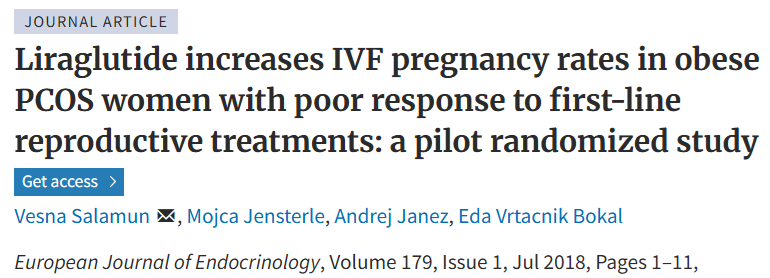 JOURNAL ARTICLE
Liraglutide increases IVF pregnancy rates in obese
PCOS women with poor response to first-line
reproductive treatments: a pilot randomized study
Get access
Vesna Salamun, Mojca Jensterle, Andrej Janez, Eda Vrtacnik Bokal
European Journal of Endocrinology, Volume 179, Issue 1, Jul 2018, Pages 1–11,